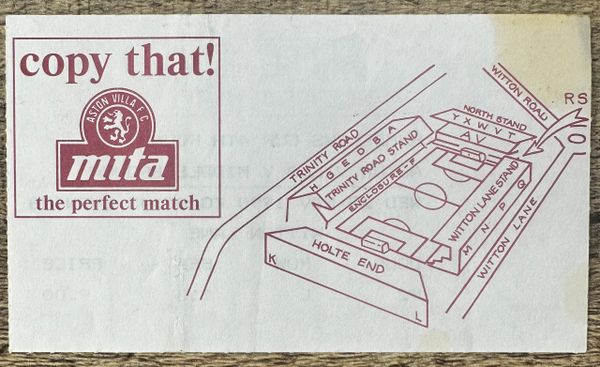 copy that!
ASTON VILLA F C
mita
the perfect match
WITTON ROAD
RS
O
NORTH STAND
Y X W V T
A V
TRINITY ROAD
H G E D B A
TRINITY ROAD STAND
ENCLOSURE-F
WITTON LANE STAND
M N P Q
WITTON LANE
HOLTE END
K
L